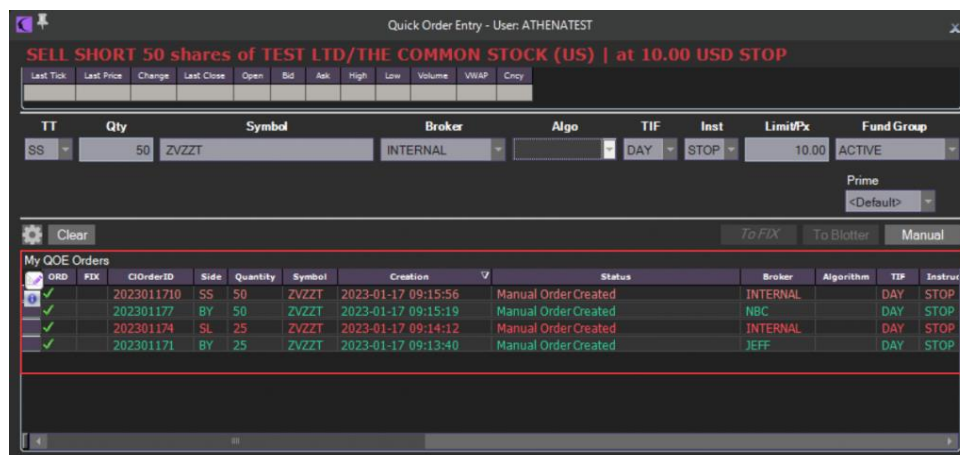 Quick Order Entry - User: ATHENATEST
SELL SHORT 50 shares of TEST LTD/THE COMMON STOCK (US) | at 10.00 USD STOP
Last Tick Last Price Change Last Close Open Bid Ask High Low Volume VWAP Cncy
TT Qty Symbol Broker Algo TIF Inst Limit/Px Fund Group
SS 50 ZVZZT INTERNAL DAY STOP 10.00 ACTIVE
Prime
<Default>
Clear To FIX To Blotter Manual
My QOE Orders
ORD FIX ClOrderID Side Quantity Symbol Creation Status Broker Algorithm TIF Instruc
2023011710 SS 50 ZVZZT 2023-01-17 09:15:56 Manual Order Created INTERNAL DAY STOP
202301177 BY 50 ZVZZT 2023-01-17 09:15:19 Manual Order Created NBC DAY STOP
202301174 SL 25 ZVZZT 2023-01-17 09:14:12 Manual Order Created INTERNAL DAY STOP
202301171 BY 25 ZVZZT 2023-01-17 09:13:40 Manual Order Created JEFF DAY STOP